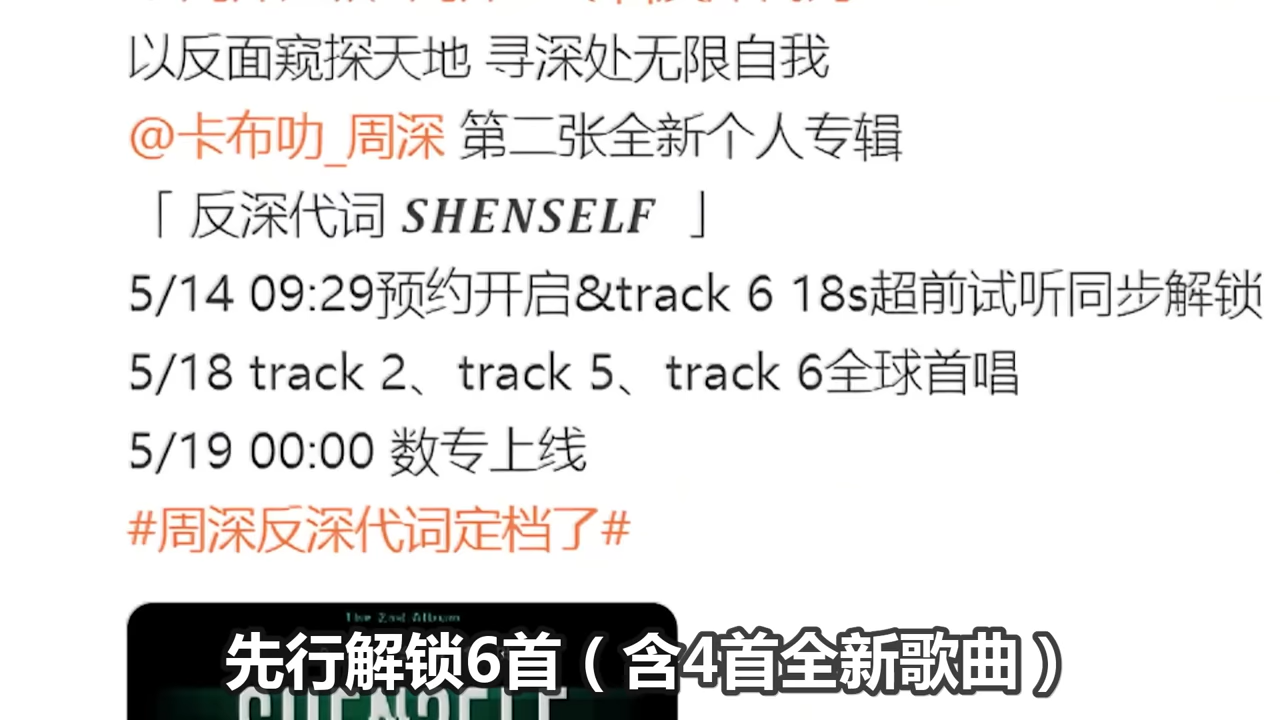 以反面窥探天地 寻深处无限自我
@卡布叻_周深 第二张全新个人专辑
「 反深代词 SHENSELF 」
5/14 09:29预约开启&track 6 18s超前试听同步解锁
5/18 track 2、track 5、track 6全球首唱
5/19 00:00 数专上线
#周深反深代词定档了#
The 2nd Album
SHENSELF
先行解锁6首（含4首全新歌曲）